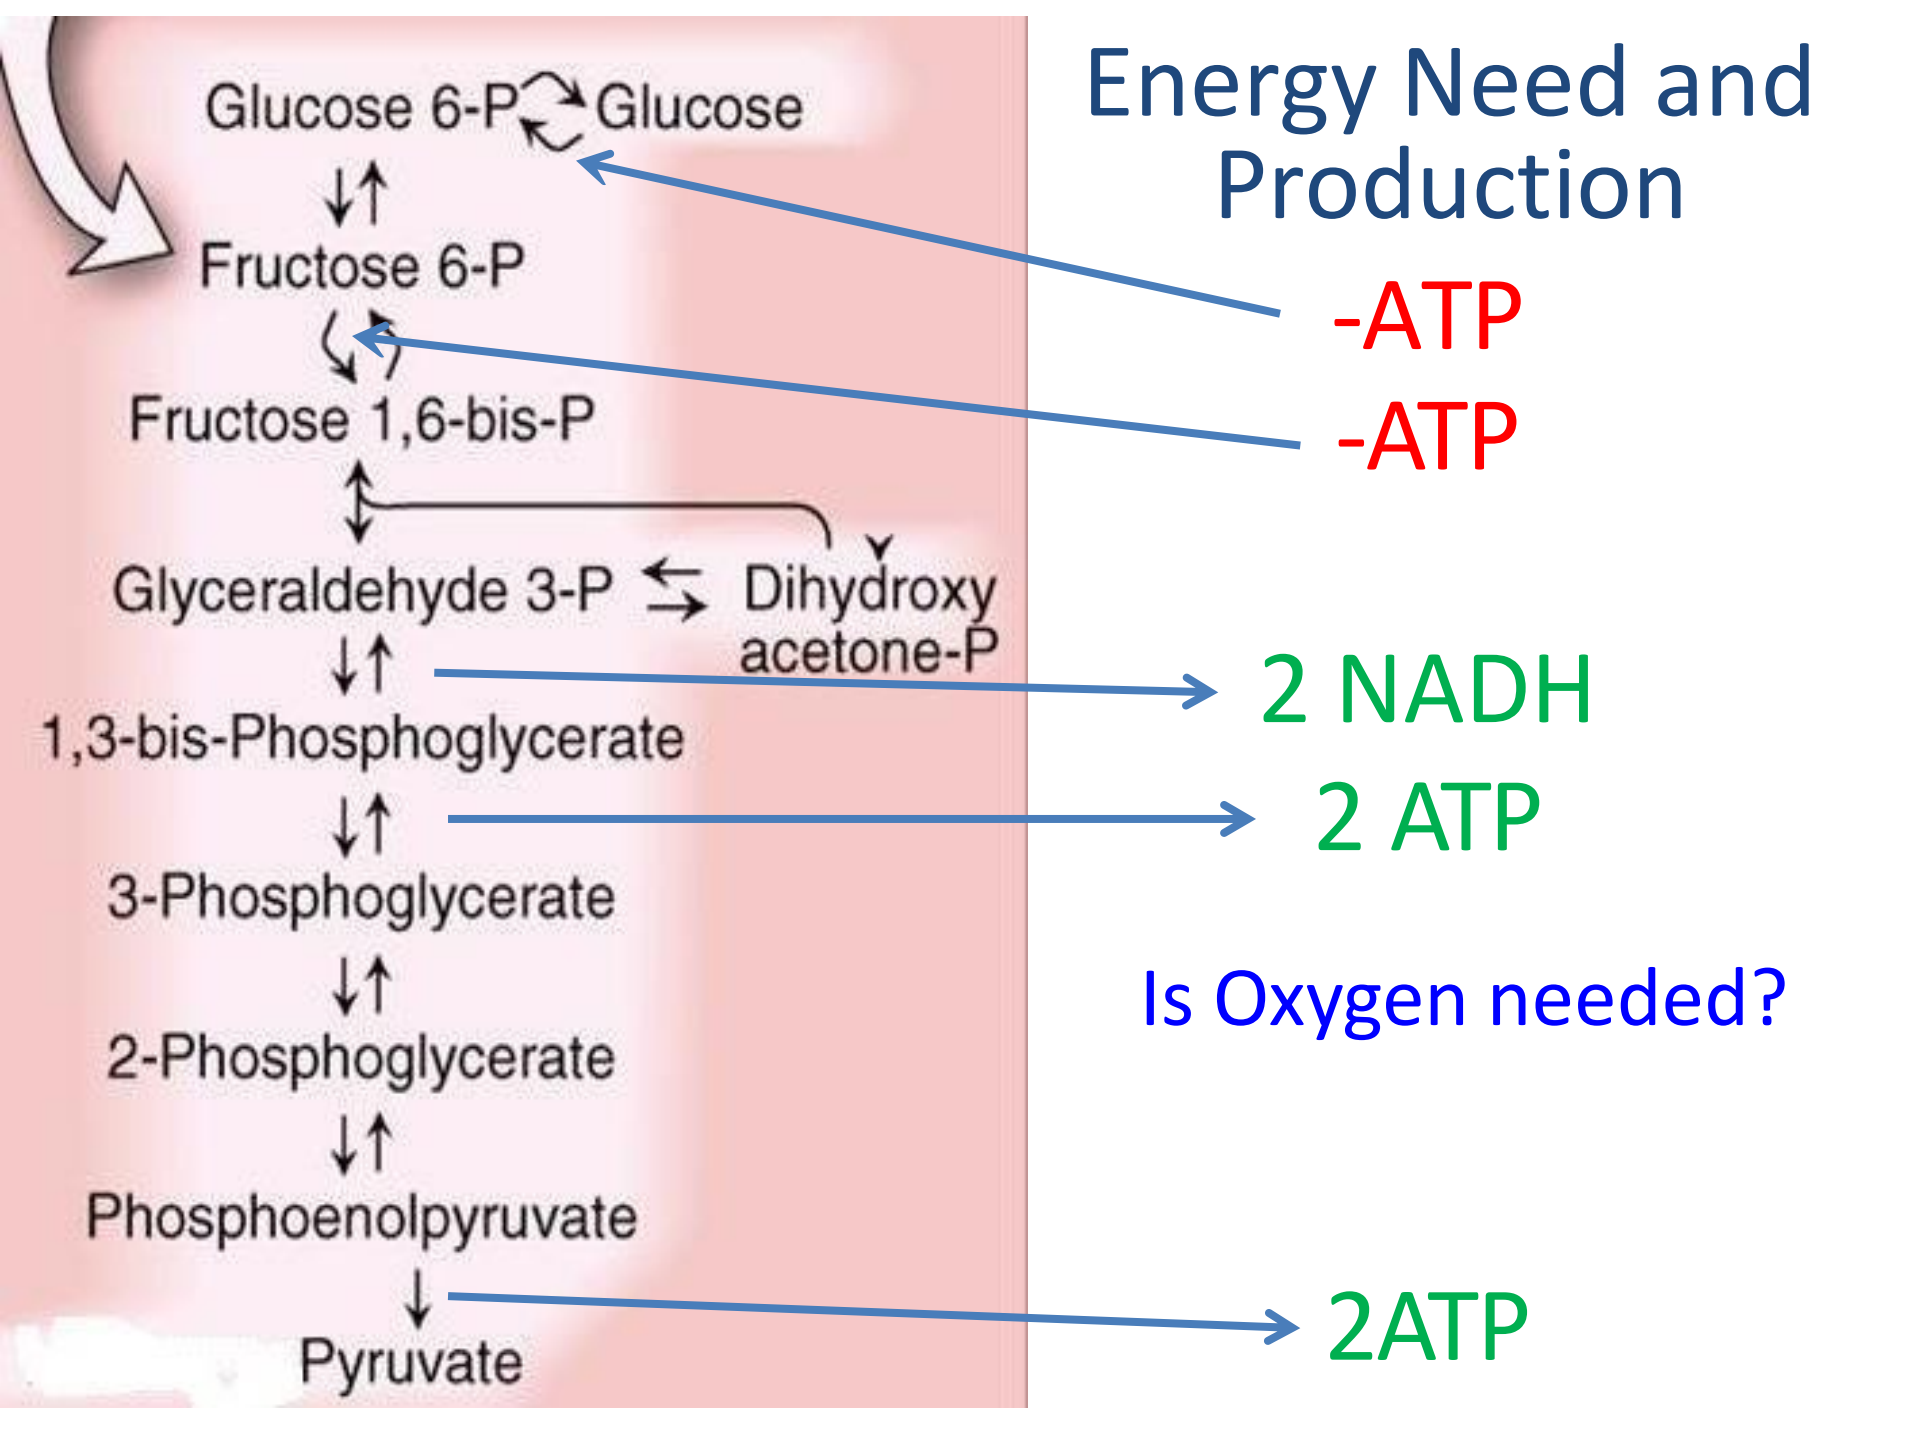 Energy Need and
Production
Glucose 6-P Glucose
Fructose 6-P
-ATP
Fructose 1,6-bis-P
-ATP
Glyceraldehyde 3-P Dihydroxy
acetone-P
2 NADH
1,3-bis-Phosphoglycerate
2 ATP
3-Phosphoglycerate
Is Oxygen needed?
2-Phosphoglycerate
Phosphoenolpyruvate
2ATP
Pyruvate